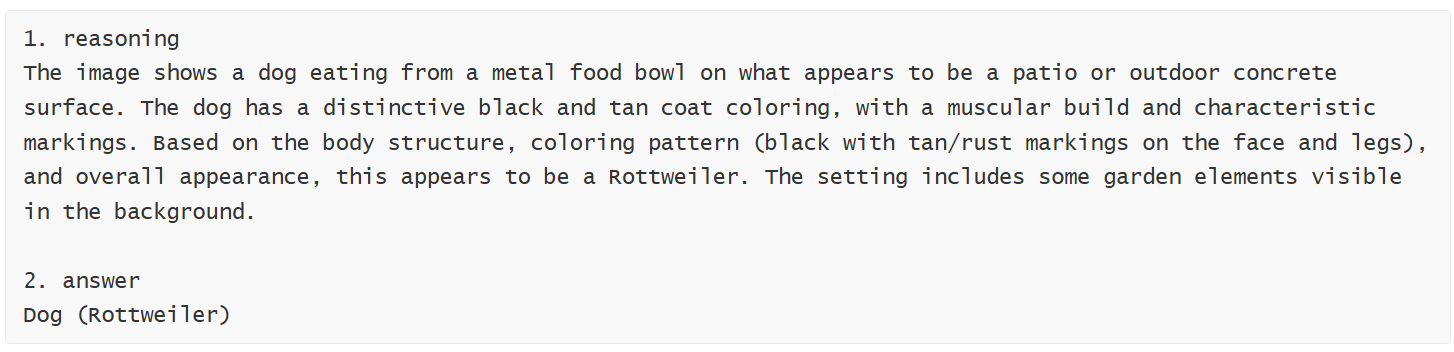 1. reasoning
The image shows a dog eating from a metal food bowl on what appears to be a patio or outdoor concrete
surface. The dog has a distinctive black and tan coat coloring, with a muscular build and characteristic
markings. Based on the body structure, coloring pattern (black with tan/rust markings on the face and legs),
and overall appearance, this appears to be a Rottweiler. The setting includes some garden elements visible
in the background.
2. answer
Dog (Rottweiler)